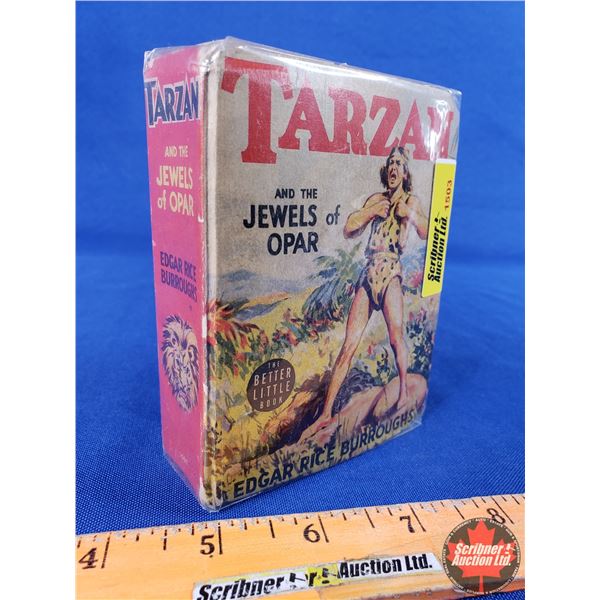 TARZAN
AND THE
JEWELS
of OPAR
EDGAR RICE
BURROUGHS
TARZAN
AND THE
JEWELS of
OPAR
THE
BETTER
LITTLE
BOOK
EDGAR RICE BURROUGHS
Scribner
Auction Ltd.
1503
4 5 6 7 8
Scribner Auction Ltd.
Scribner
Auction Ltd.